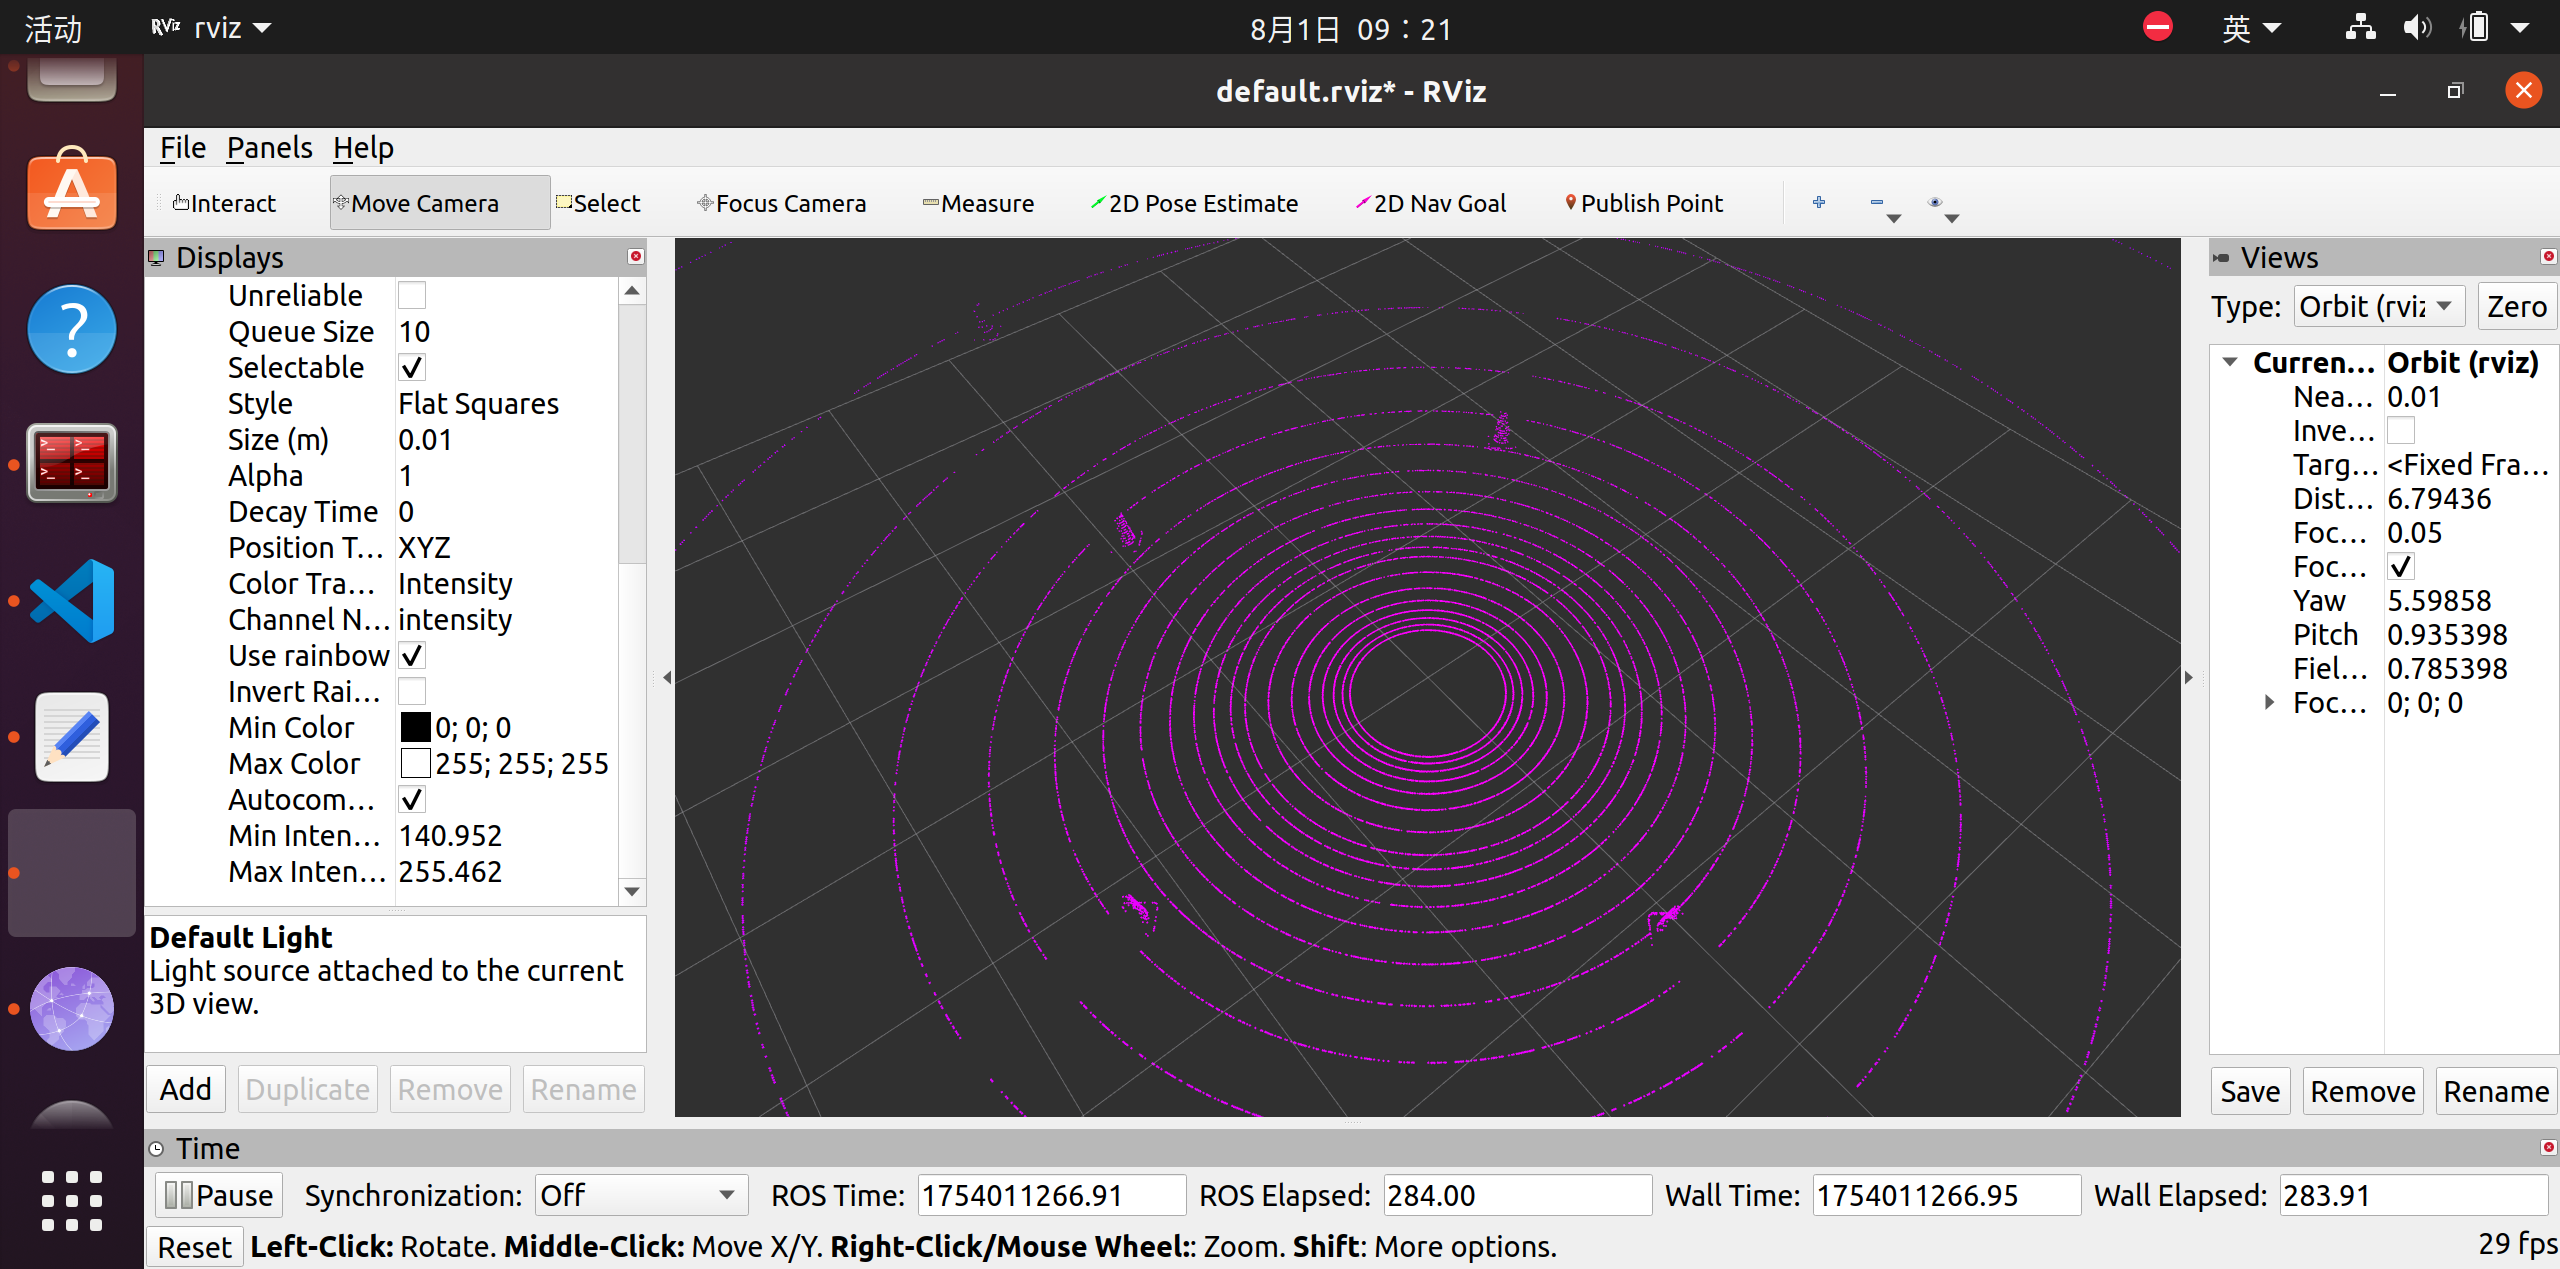 活动
RViz rviz
8月1日 09：21
英
default.rviz* - RViz
File Panels Help
Interact Move Camera Select Focus Camera Measure 2D Pose Estimate 2D Nav Goal Publish Point
Displays
Unreliable
Queue Size 10
Selectable
Style Flat Squares
Size (m) 0.01
Alpha 1
Decay Time 0
Position T... XYZ
Color Tra... Intensity
Channel N... intensity
Use rainbow
Invert Rai...
Min Color 0; 0; 0
Max Color 255; 255; 255
Autocom...
Min Inten... 140.952
Max Inten... 255.462
Default Light
Light source attached to the current
3D view.
Add Duplicate Remove Rename
Views
Type: Orbit (rviz Zero
Curren... Orbit (rviz)
Nea... 0.01
Inve...
Targ... <Fixed Fra...
Dist... 6.79436
Foc... 0.05
Foc...
Yaw 5.59858
Pitch 0.935398
Fiel... 0.785398
Foc... 0; 0; 0
Save Remove Rename
Time
Pause Synchronization: Off ROS Time: 1754011266.91 ROS Elapsed: 284.00 Wall Time: 1754011266.95 Wall Elapsed: 283.91
Reset Left-Click: Rotate. Middle-Click: Move X/Y. Right-Click/Mouse Wheel:: Zoom. Shift: More options. 29 fps